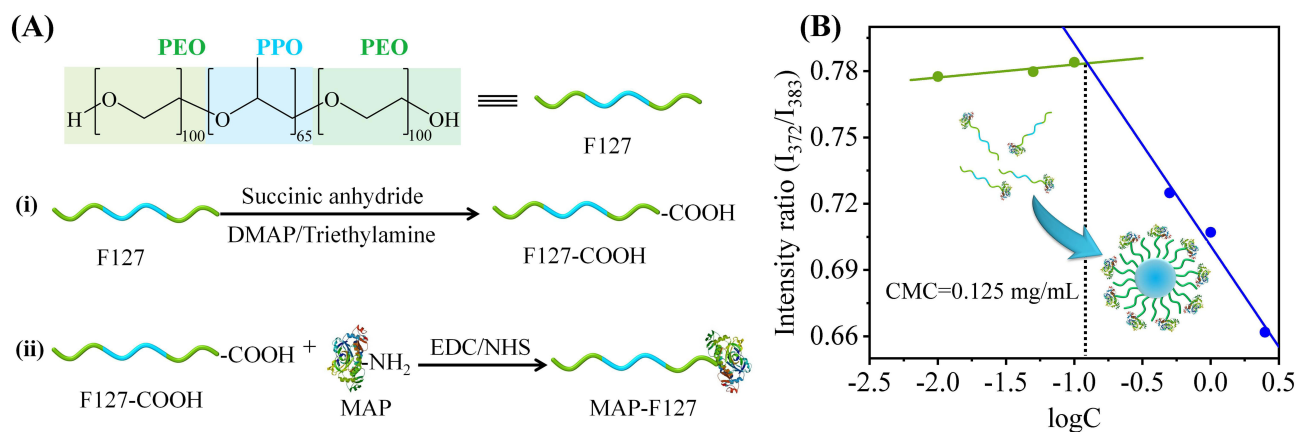 (A)
PEO PPO PEO
H O O O OH
100 65 100
F127
(i)
Succinic anhydride
DMAP/Triethylamine
-COOH
F127
F127-COOH
(ii)
-COOH + -NH2
EDC/NHS
F127-COOH
MAP
MAP-F127
(B)
Intensity ratio (I372/I383)
0.78
0.75
0.72
0.69
0.66
CMC=0.125 mg/mL
-2.5 -2.0 -1.5 -1.0 -0.5 0.0 0.5
logC